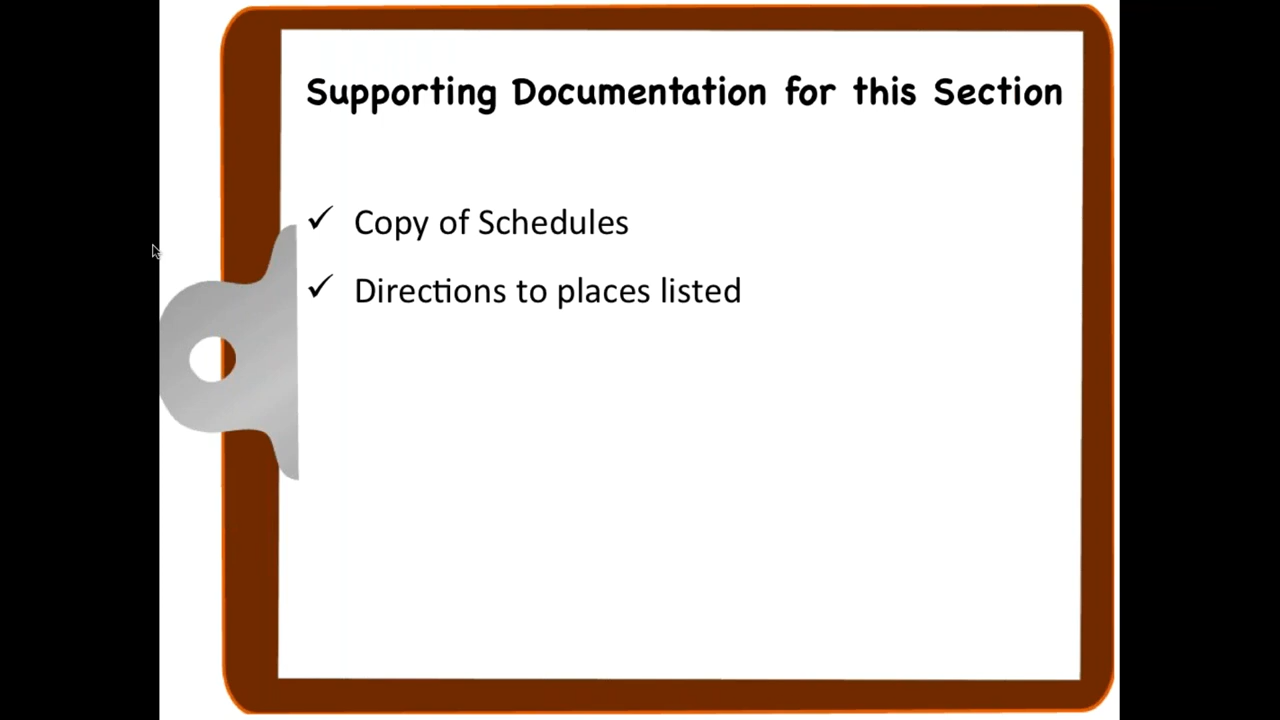 Supporting Documentation for this Section
✓ Copy of Schedules
✓ Directions to places listed